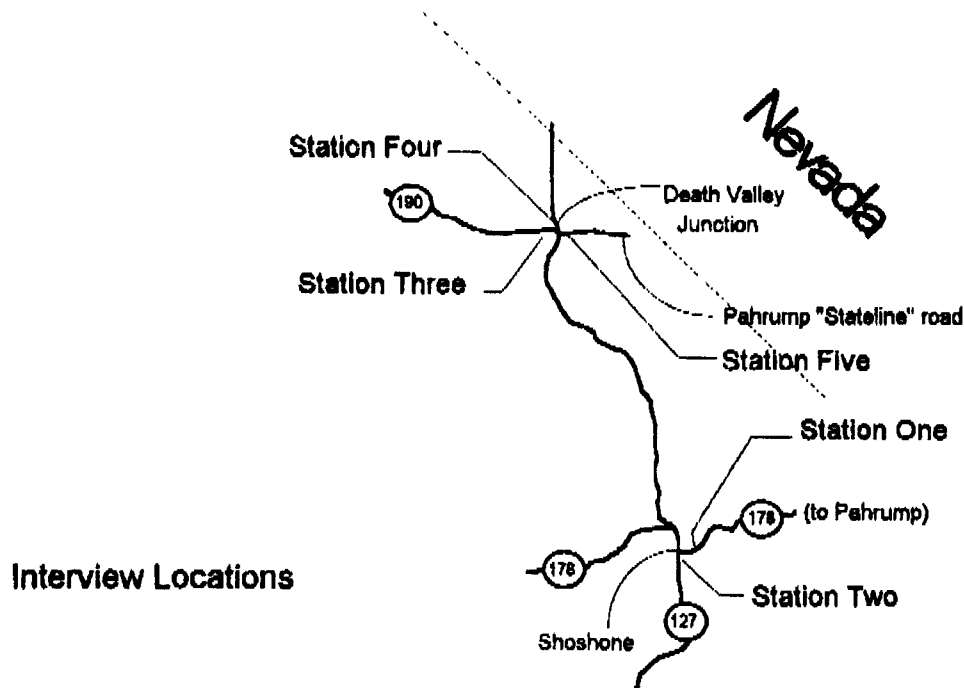 Nevada
Station Four
190
Death Valley
Junction
Station Three
Pahrump "Stateline" road
Station Five
Station One
178
(to Pahrump)
178
Interview Locations
Station Two
127
Shoshone